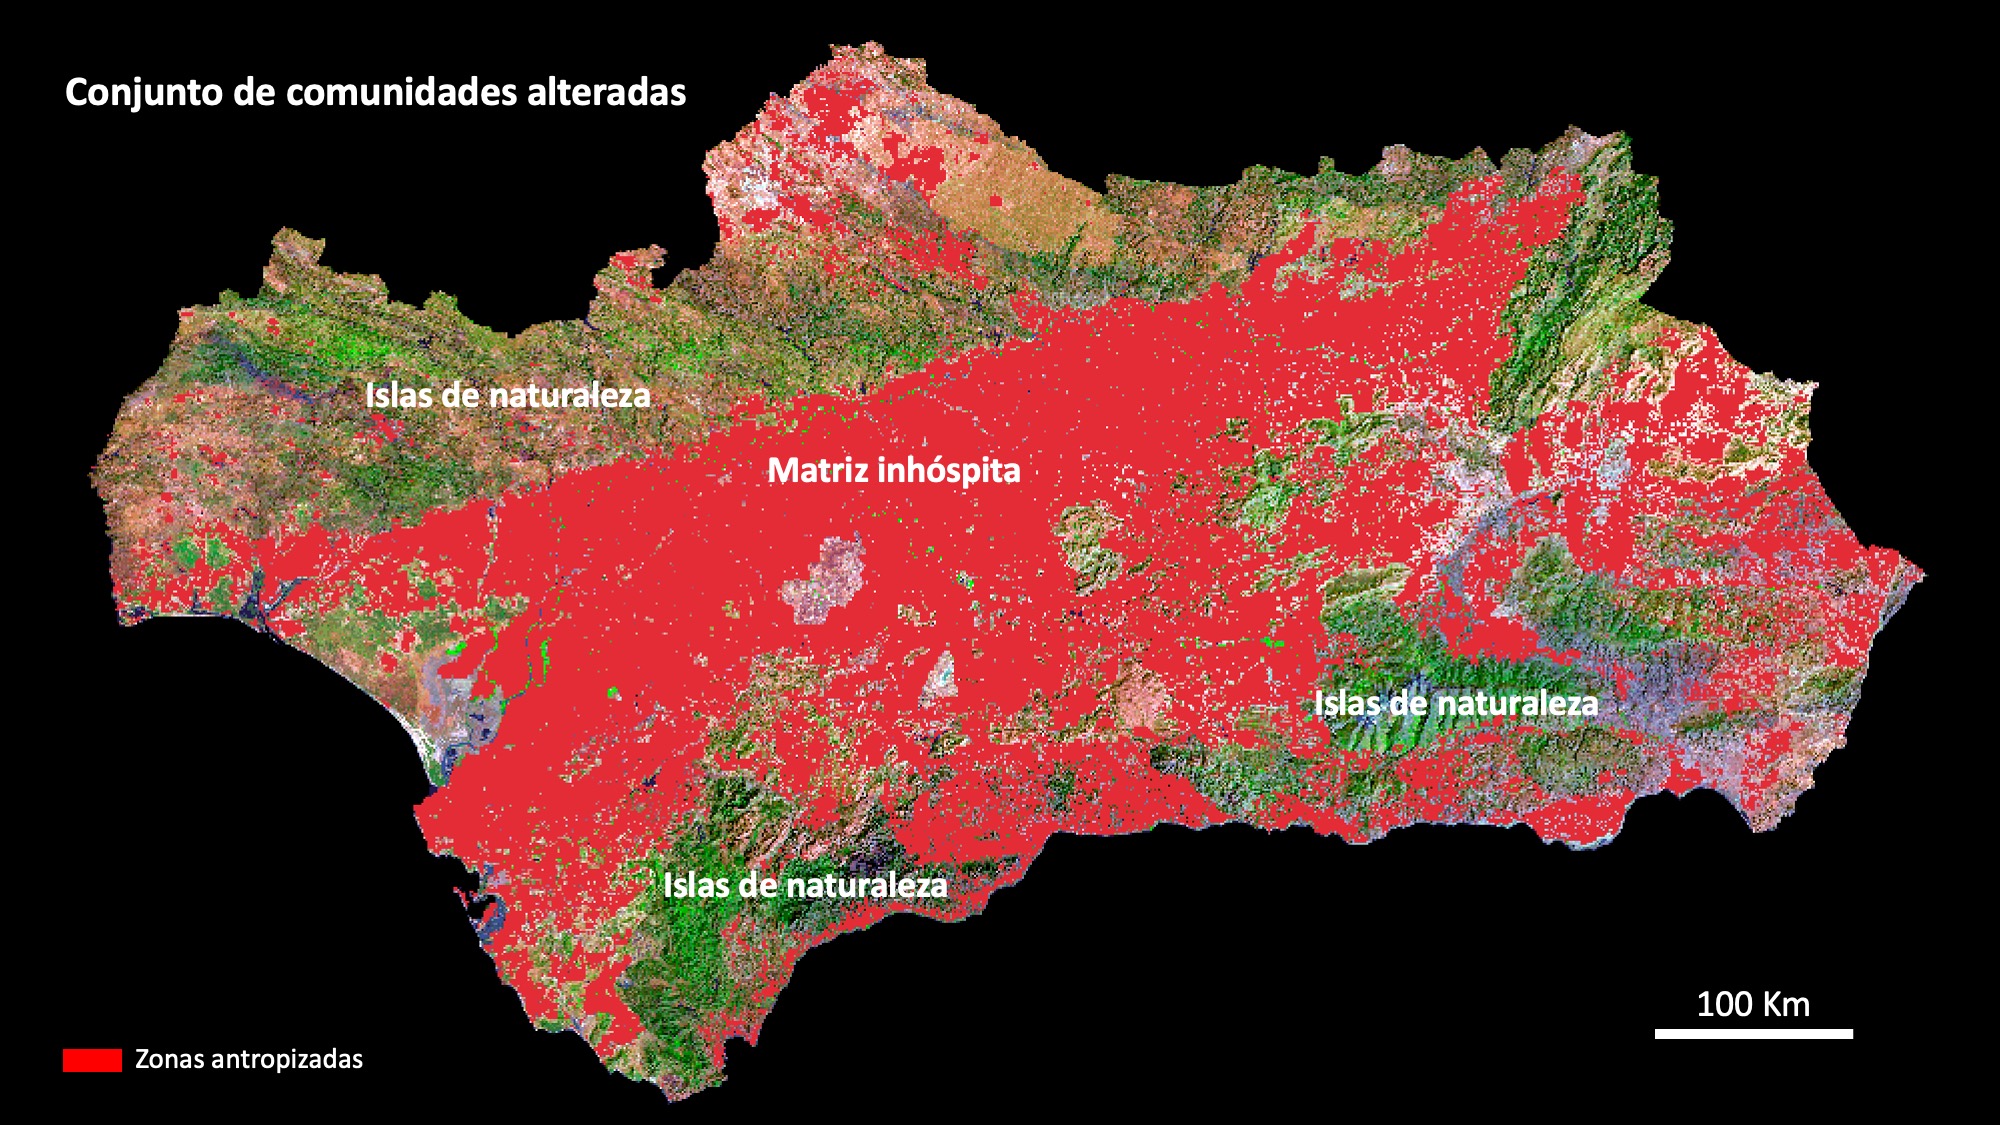 Conjunto de comunidades alteradas
Islas de naturaleza
Matriz inhóspita
Islas de naturaleza
Islas de naturaleza
100 Km
Zonas antropizadas